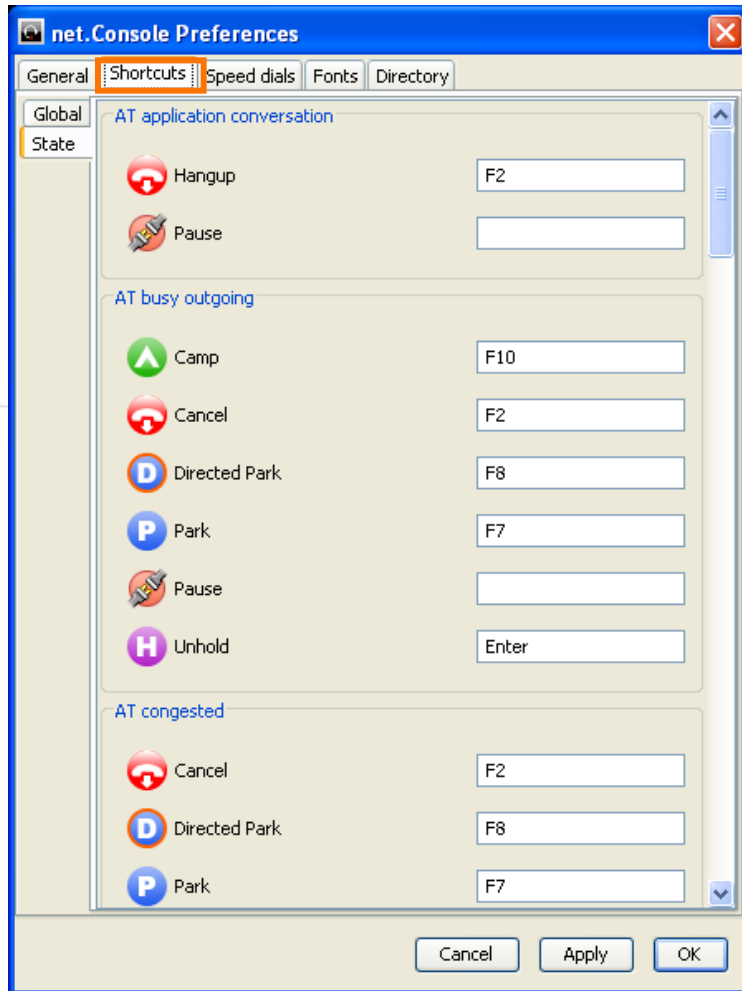 net.Console Preferences
General Shortcuts Speed dials Fonts Directory
Global
State
AT application conversation
Hangup F2
Pause
AT busy outgoing
Camp F10
Cancel F2
D Directed Park F8
P Park F7
Pause
H Unhold Enter
AT congested
Cancel F2
D Directed Park F8
P Park F7
Cancel Apply OK